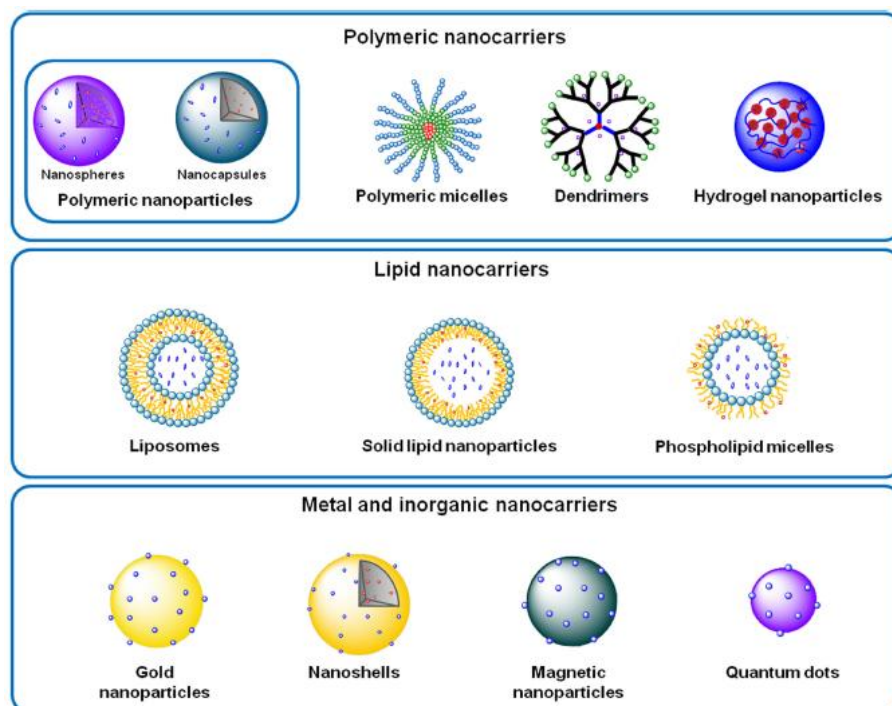 Polymeric nanocarriers
Nanospheres
Nanocapsules
Polymeric nanoparticles
Polymeric micelles
Dendrimers
Hydrogel nanoparticles
Lipid nanocarriers
Liposomes
Solid lipid nanoparticles
Phospholipid micelles
Metal and inorganic nanocarriers
Gold
nanoparticles
Nanoshells
Magnetic
nanoparticles
Quantum dots